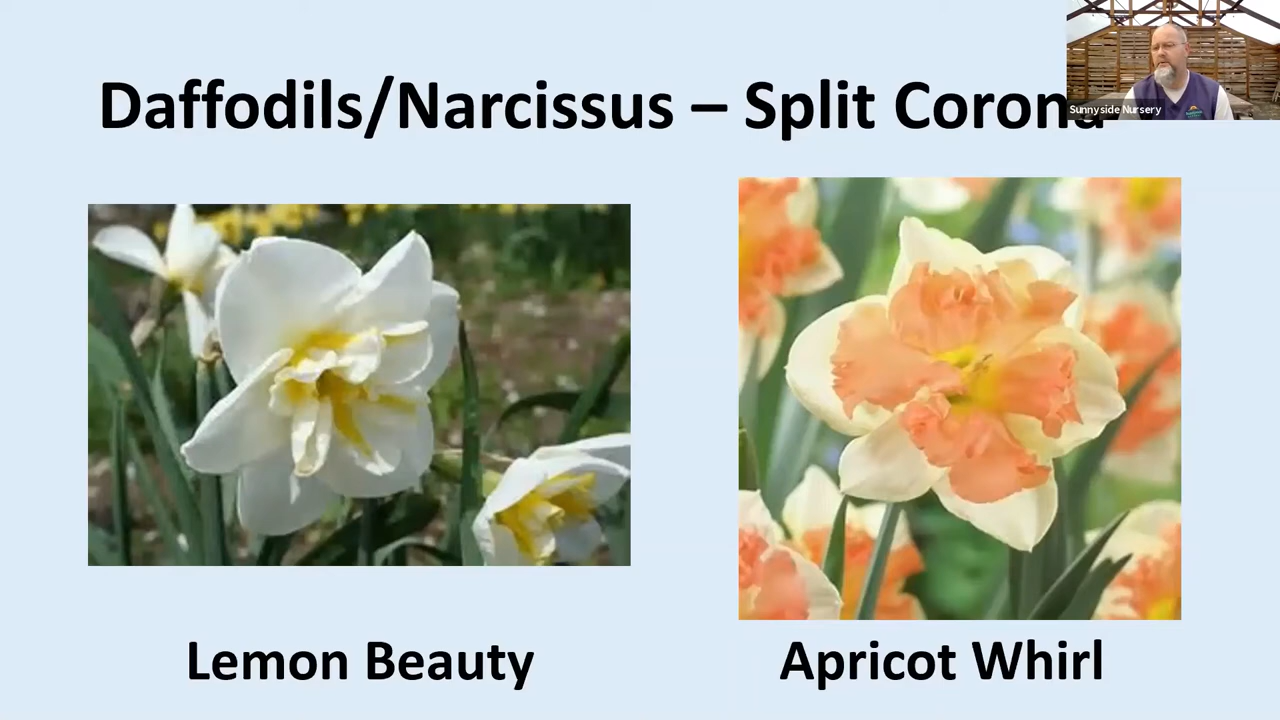 Daffodils/Narcissus – Split Corona
Sunnyside Nursery
Lemon Beauty
Apricot Whirl